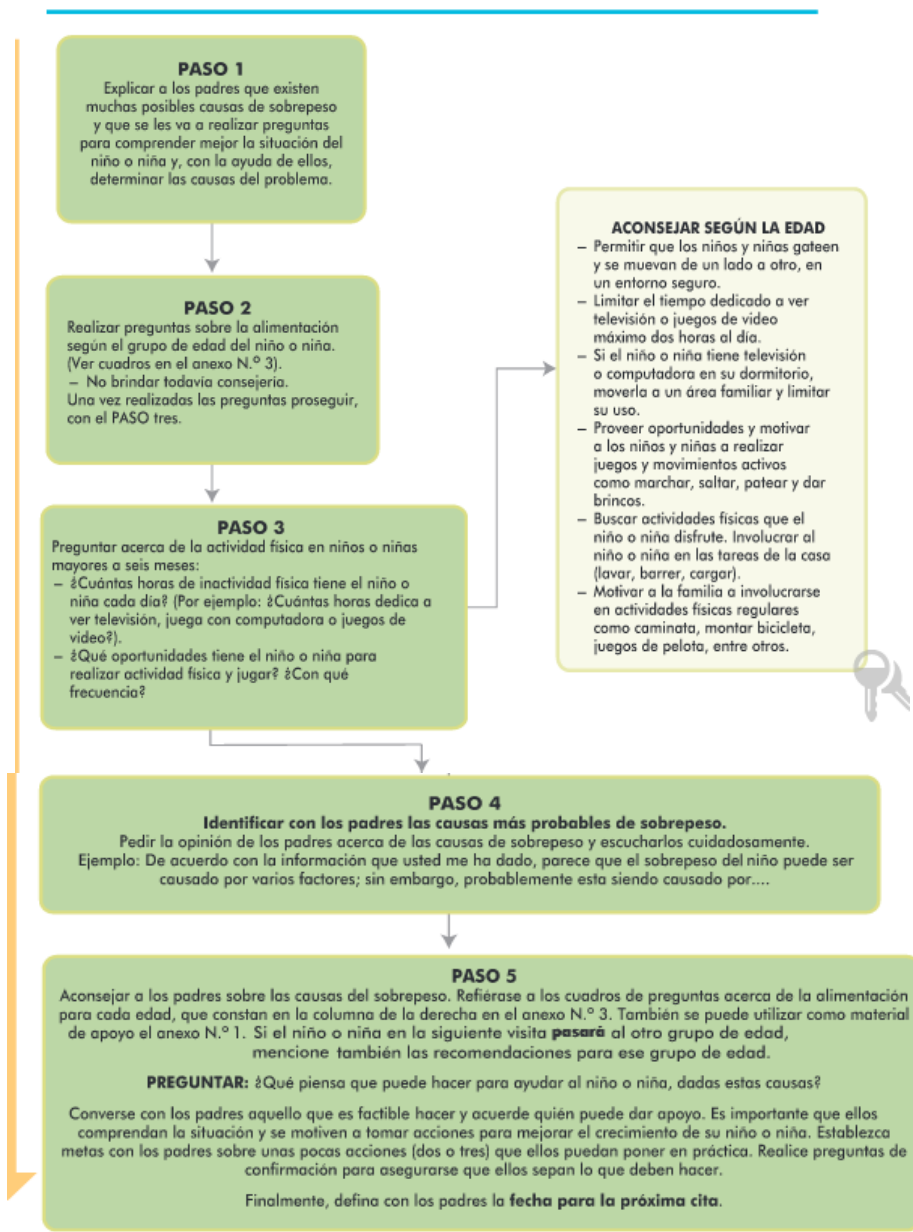 PASO 1
Explicar a los padres que existen
muchas posibles causas de sobrepeso
y que se les va a realizar preguntas
para comprender mejor la situación del
niño o niña y, con la ayuda de ellos,
determinar las causas del problema.
PASO 2
Realizar preguntas sobre la alimentación
según el grupo de edad del niño o niña.
(Ver cuadros en el anexo N.º 3).
– No brindar todavía consejería.
Una vez realizadas las preguntas proseguir,
con el PASO tres.
PASO 3
Preguntar acerca de la actividad física en niños o niñas
mayores a seis meses:
– ¿Cuántas horas de inactividad física tiene el niño o
niña cada día? (Por ejemplo: ¿Cuántas horas dedica a
ver televisión, juega con computadora o juegos de
video?).
– ¿Qué oportunidades tiene el niño o niña para
realizar actividad física y jugar? ¿Con qué
frecuencia?
ACONSEJAR SEGÚN LA EDAD
– Permitir que los niños y niñas gateen
y se muevan de un lado a otro, en
un entorno seguro.
– Limitar el tiempo dedicado a ver
televisión o juegos de video
máximo dos horas al día.
– Si el niño o niña tiene televisión
o computadora en su dormitorio,
moverla a un área familiar y limitar
su uso.
– Proveer oportunidades y motivar
a los niños y niñas a realizar
juegos y movimientos activos
como marchar, saltar, patear y dar
brincos.
– Buscar actividades físicas que el
niño o niña disfrute. Involucrar al
niño o niña en las tareas de la casa
(lavar, barrer, cargar).
– Motivar a la familia a involucrarse
en actividades físicas regulares
como caminata, montar bicicleta,
juegos de pelota, entre otros.
PASO 4
Identificar con los padres las causas más probables de sobrepeso.
Pedir la opinión de los padres acerca de las causas de sobrepeso y escucharlos cuidadosamente.
Ejemplo: De acuerdo con la información que usted me ha dado, parece que el sobrepeso del niño puede ser
causado por varios factores; sin embargo, probablemente esta siendo causado por....
PASO 5
Aconsejar a los padres sobre las causas del sobrepeso. Refiérase a los cuadros de preguntas acerca de la alimentación
para cada edad, que constan en la columna de la derecha en el anexo N.º 3. También se puede utilizar como material
de apoyo el anexo N.º 1. Si el niño o niña en la siguiente visita pasará al otro grupo de edad,
mencione también las recomendaciones para ese grupo de edad.
PREGUNTAR: ¿Qué piensa que puede hacer para ayudar al niño o niña, dadas estas causas?
Converse con los padres aquello que es factible hacer y acuerde quién puede dar apoyo. Es importante que ellos
comprendan la situación y se motiven a tomar acciones para mejorar el crecimiento de su niño o niña. Establezca
metas con los padres sobre unas pocas acciones (dos o tres) que ellos puedan poner en práctica. Realice preguntas de
confirmación para asegurarse que ellos sepan lo que deben hacer.
Finalmente, defina con los padres la fecha para la próxima cita.